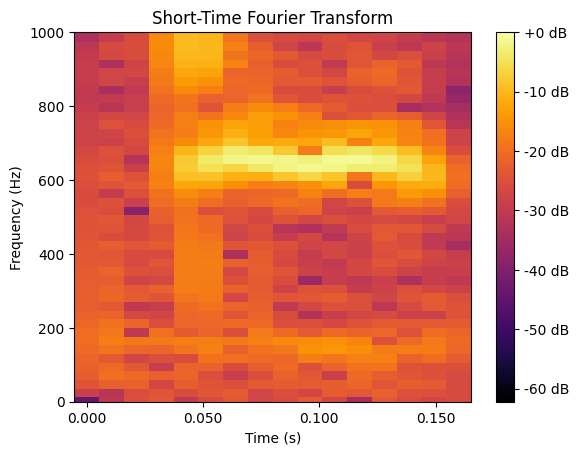 Short-Time Fourier Transform
1000
800
600
400
200
0
Frequency (Hz)
0.000
0.050
0.100
0.150
Time (s)
+0 dB
-10 dB
-20 dB
-30 dB
-40 dB
-50 dB
-60 dB